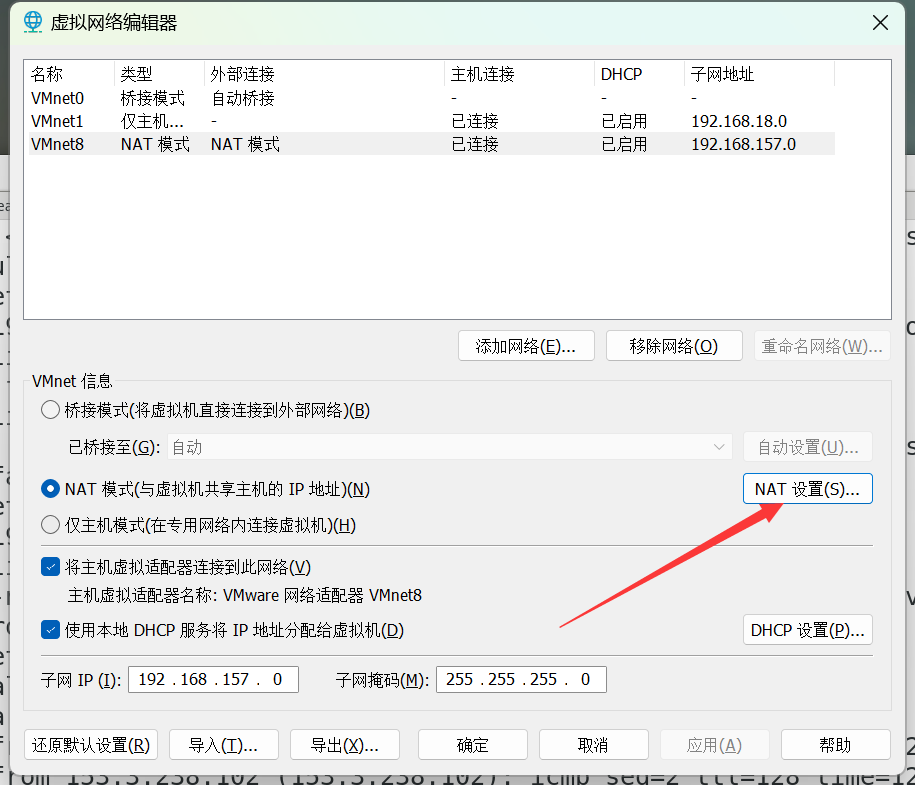 虚拟网络编辑器
名称 类型 外部连接 主机连接 DHCP 子网地址
VMnet0 桥接模式 自动桥接 - - -
VMnet1 仅主机... - 已连接 已启用 192.168.18.0
VMnet8 NAT 模式 NAT 模式 已连接 已启用 192.168.157.0
添加网络(E)... 移除网络(O) 重命名网络(W)...
VMnet 信息
桥接模式(将虚拟机直接连接到外部网络)(B)
已桥接至(G): 自动 自动设置(U)...
NAT 模式(与虚拟机共享主机的 IP 地址)(N) NAT 设置(S)...
仅主机模式(在专用网络内连接虚拟机)(H)
将主机虚拟适配器连接到此网络(V)
主机虚拟适配器名称: VMware 网络适配器 VMnet8
使用本地 DHCP 服务将 IP 地址分配给虚拟机(D) DHCP 设置(P)...
子网 IP (I): 192 . 168 . 157 . 0 子网掩码(M): 255 . 255 . 255 . 0
还原默认设置(R) 导入(T)... 导出(X)... 确定 取消 应用(A) 帮助
from 153.3.238.102 (153.3.238.102): icmp_seq=2 ttl=128 time=12